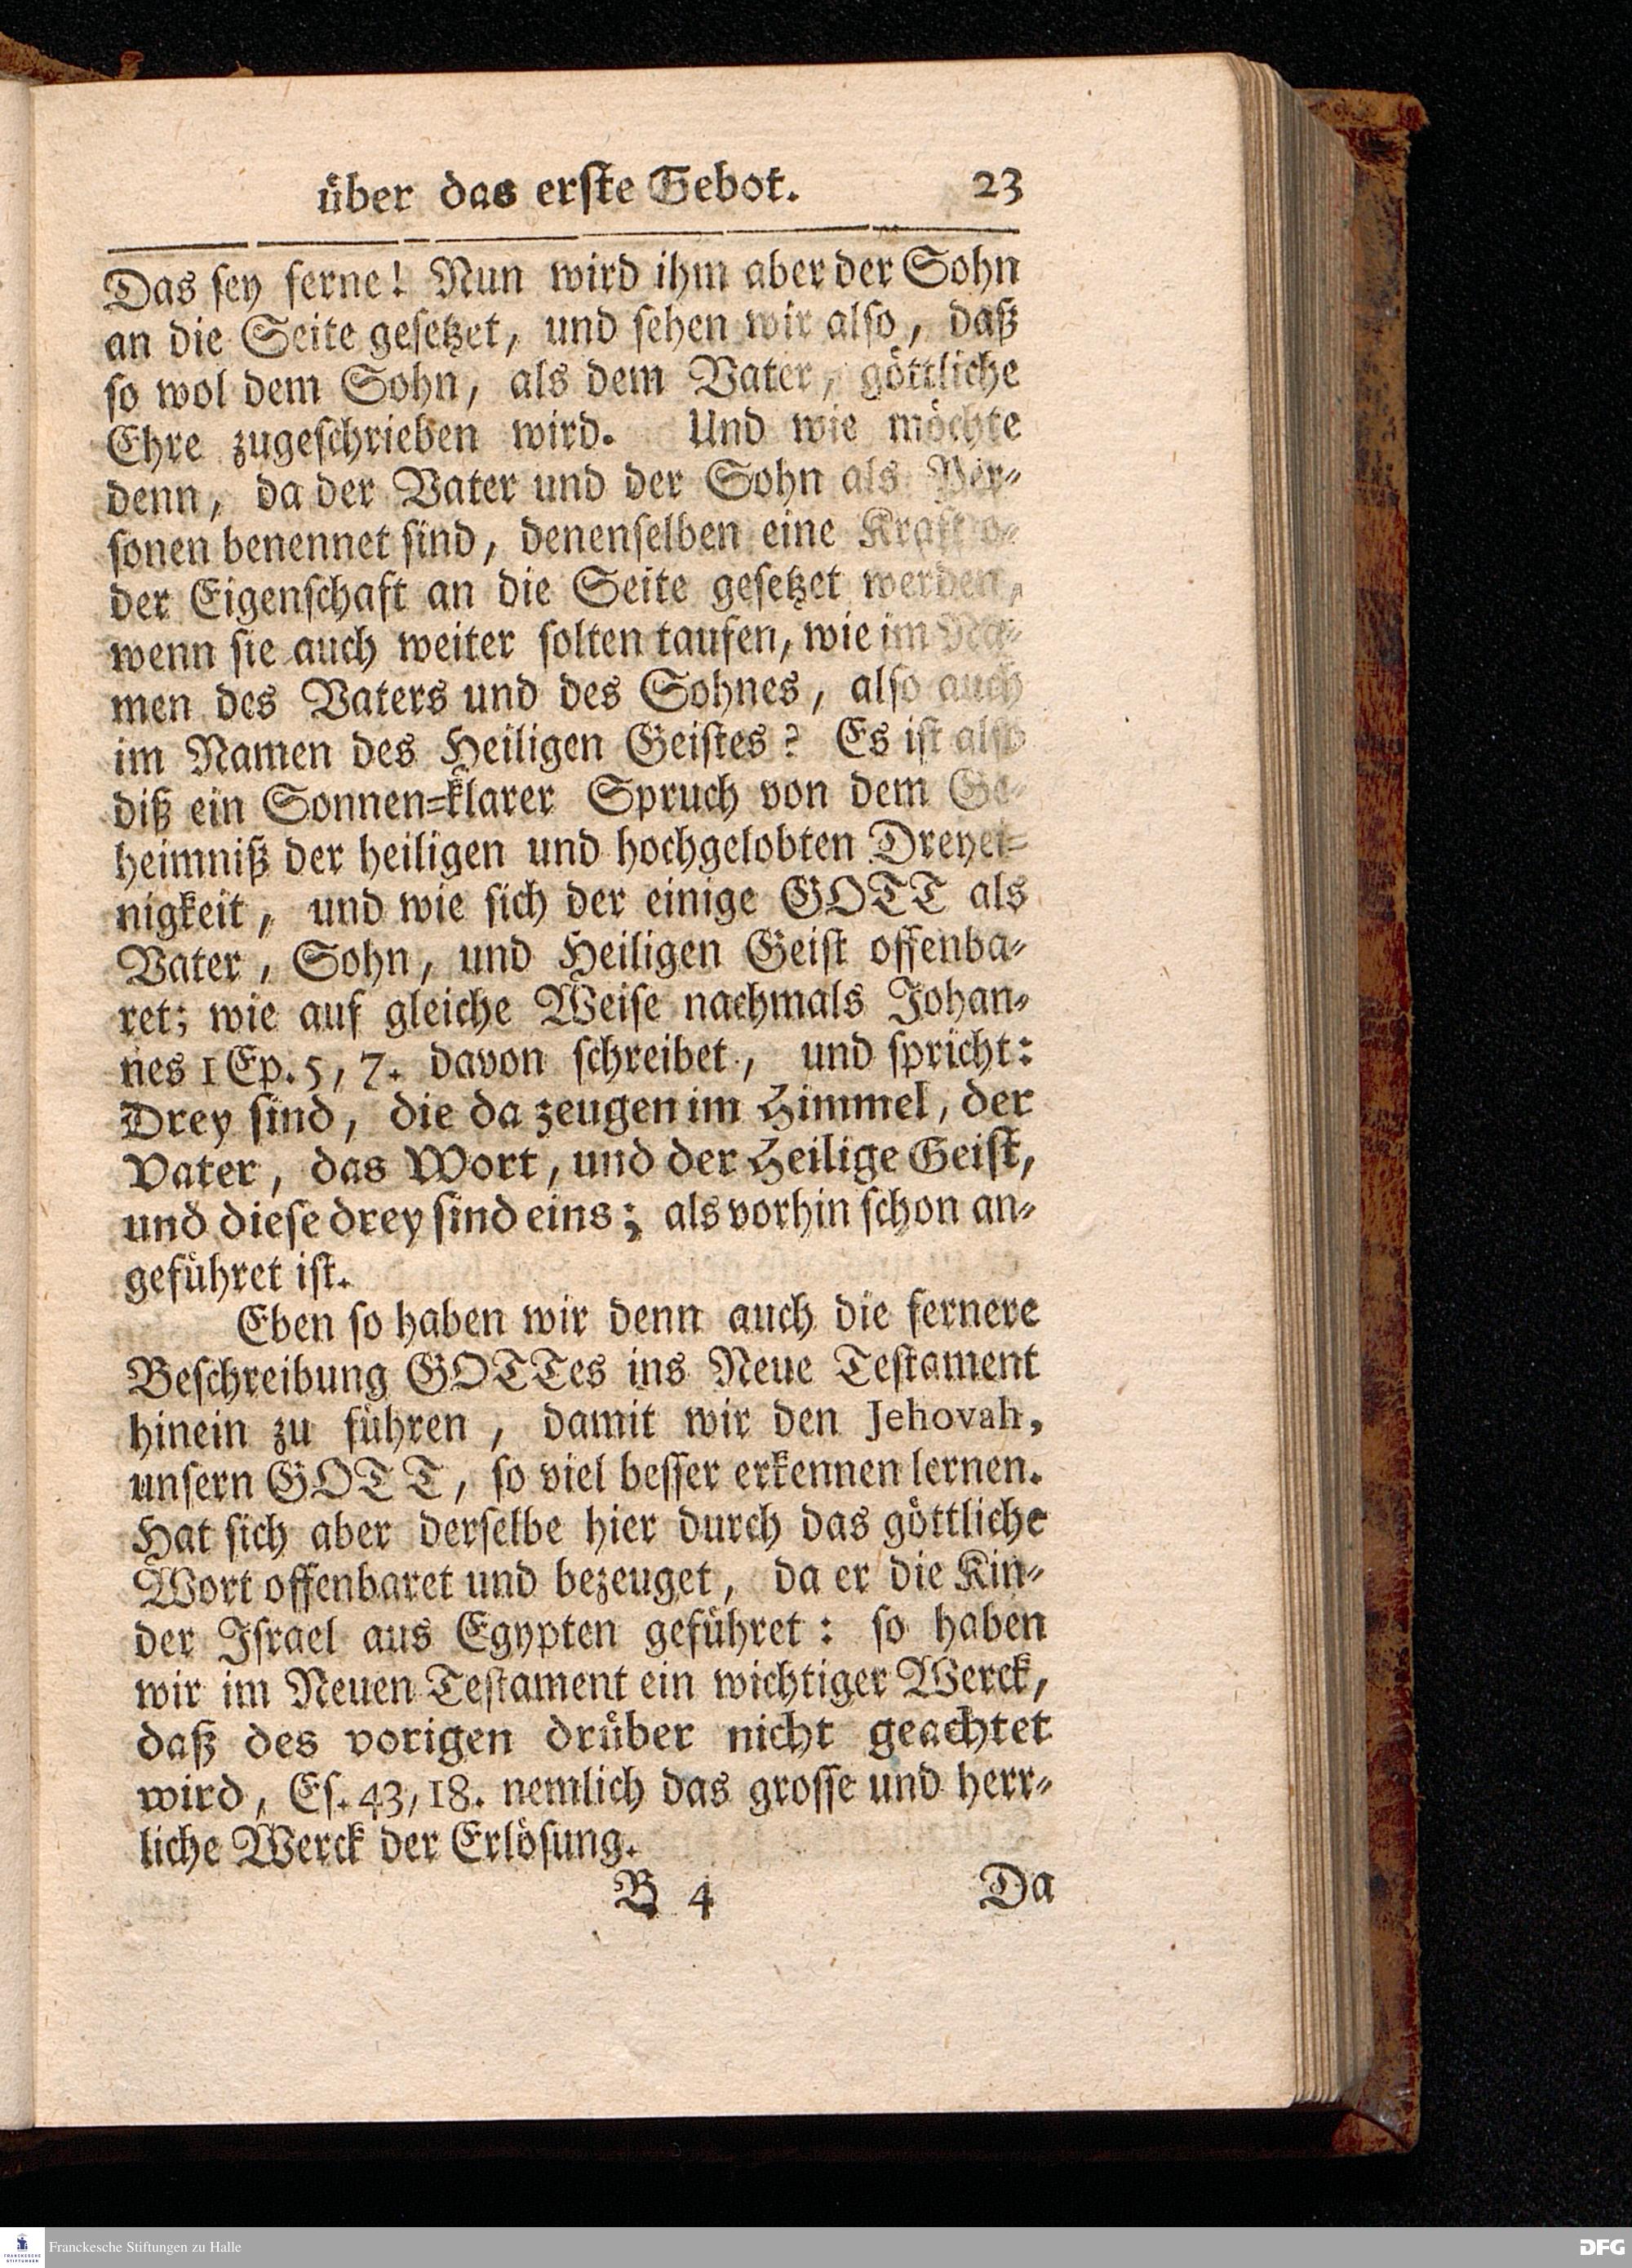 über das erste Gebot. 23
Das sey ferne! Nun wird ihm aber der Sohn
an die Seite gesetzet, und sehen wir also, daß
so wol dem Sohn, als dem Vater, göttliche
Ehre zugeschrieben wird. Und wie möchte
denn, da der Vater und der Sohn als Per-
sonen benennet sind, denenselben eine Kraft o-
der Eigenschaft an die Seite gesetzet werden,
wenn sie auch weiter solten taufen, wie im Na-
men des Vaters und des Sohnes, also auch
im Namen des Heiligen Geistes? Es ist also
diß ein Sonnen-klarer Spruch von dem Ge-
heimniß der heiligen und hochgelobten Dreyei-
nigkeit, und wie sich der einige GOTT als
Vater, Sohn, und Heiligen Geist offenba-
ret; wie auf gleiche Weise nachmals Johan-
nes 1 Ep. 5, 7. davon schreibet, und spricht:
Drey sind, die da zeugen im Himmel, der
Vater, das Wort, und der Heilige Geist,
und diese drey sind eins; als vorhin schon an-
geführet ist.
Eben so haben wir denn auch die fernere
Beschreibung GOTTes ins Neue Testament
hinein zu führen, damit wir den Jehovah,
unsern GOTT, so viel besser erkennen lernen.
Hat sich aber derselbe hier durch das göttliche
Wort offenbaret und bezeuget, da er die Kin-
der Israel aus Egypten geführet: so haben
wir im Neuen Testament ein wichtiger Werck,
daß des vorigen drüber nicht geachtet
wird, Es. 43, 18. nemlich das grosse und herr-
liche Werck der Erlösung.
B 4 Da
Franckesche Stiftungen zu Halle
DFG